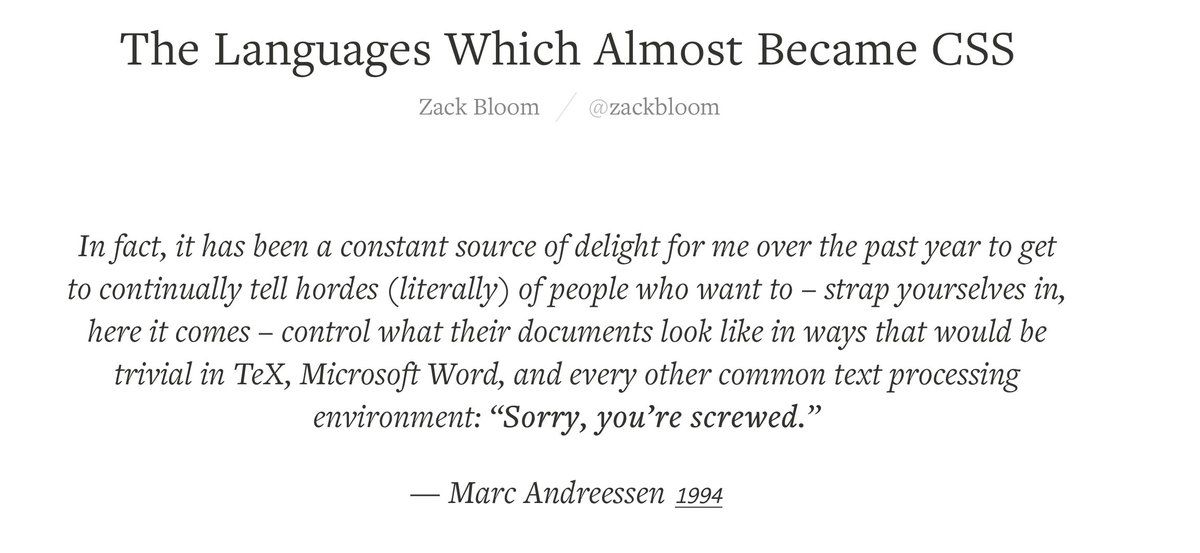 The Languages Which Almost Became CSS
Zack Bloom / @zackbloom
In fact, it has been a constant source of delight for me over the past year to get
to continually tell hordes (literally) of people who want to – strap yourselves in,
here it comes – control what their documents look like in ways that would be
trivial in TeX, Microsoft Word, and every other common text processing
environment: “Sorry, you’re screwed.”
— Marc Andreessen 1994